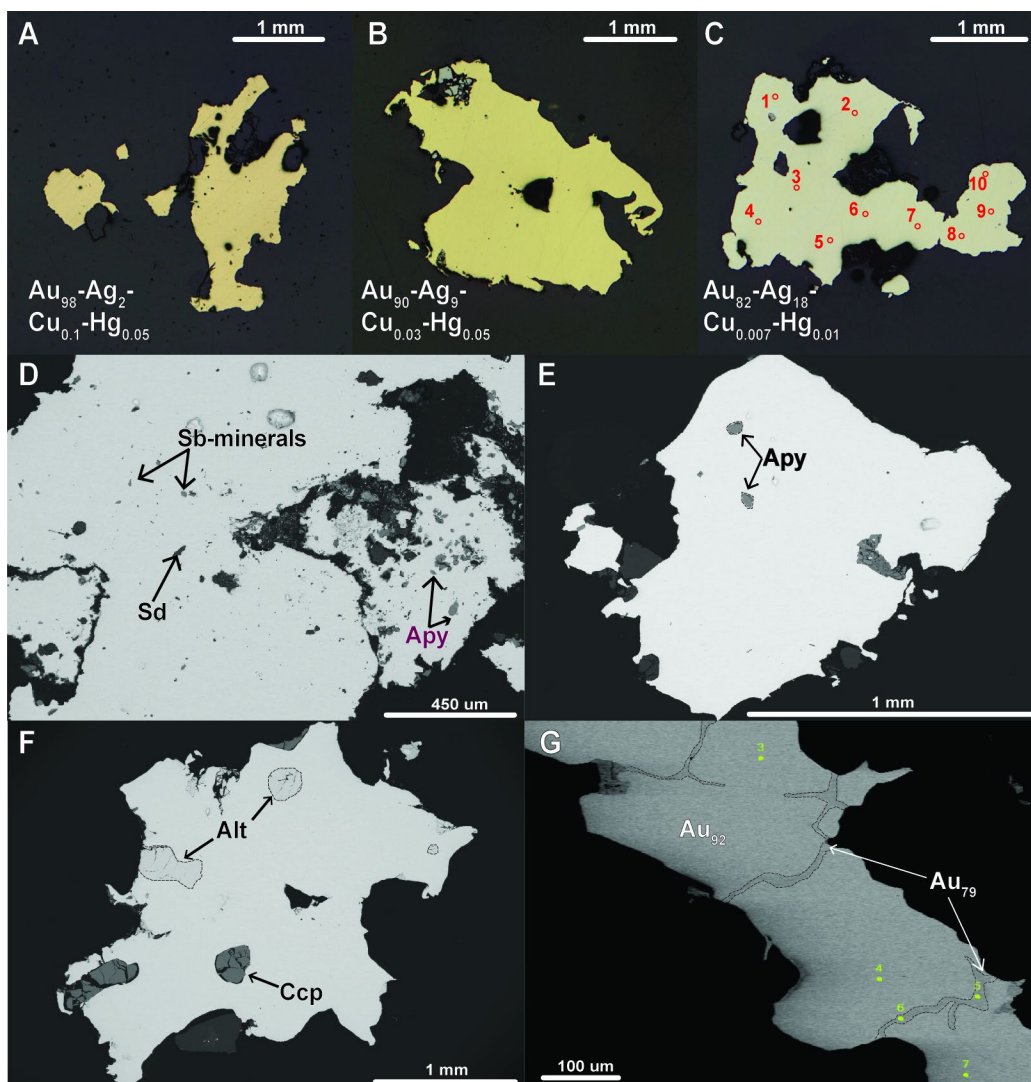 A
1 mm
Au98-Ag2-
Cu0.1-Hg0.05
B
1 mm
Au90-Ag9-
Cu0.03-Hg0.05
C
1 mm
1
2
3
4
5
6
7
8
9
10
Au82-Ag18-
Cu0.007-Hg0.01
D
Sb-minerals
Sd
Apy
450 um
E
Apy
1 mm
F
Alt
Ccp
1 mm
G
3
Au92
Au79
4
5
6
7
100 um